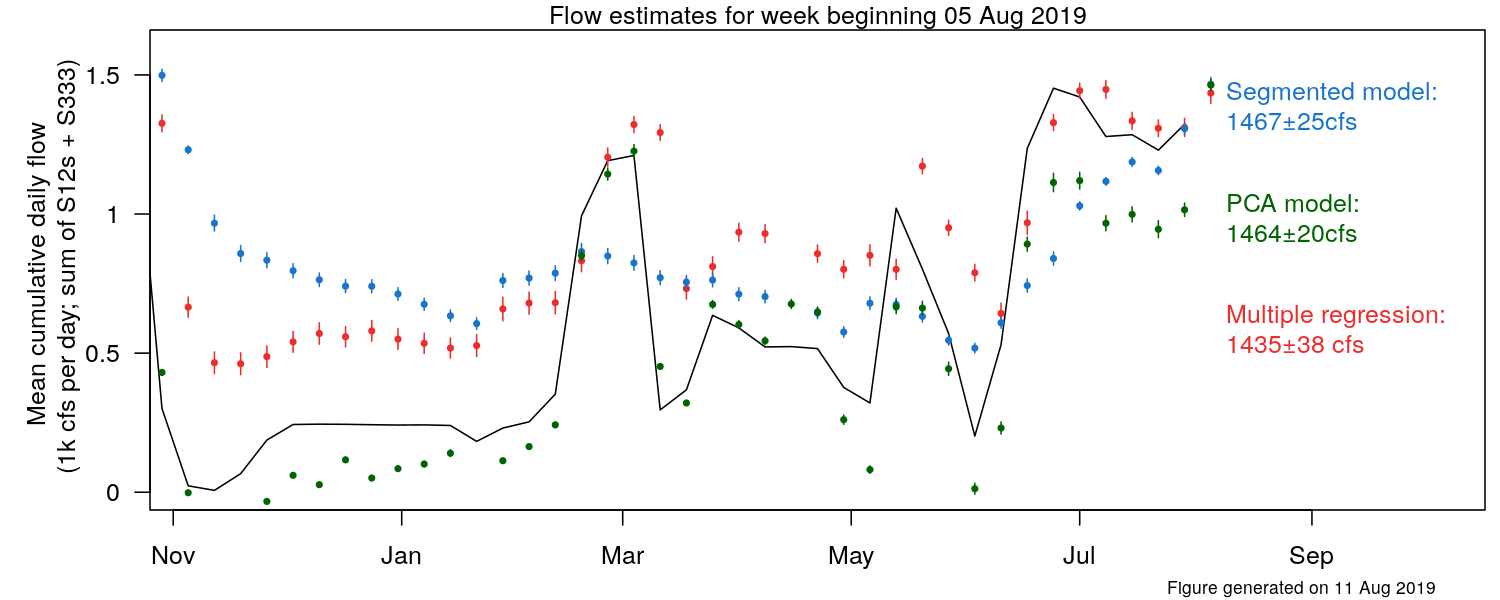 Flow estimates for week beginning 05 Aug 2019
Mean cumulative daily flow
(1k cfs per day; sum of S12s + S333)
1.5
1
0.5
0
Nov
Jan
Mar
May
Jul
Sep
Segmented model:
1467±25cfs
PCA model:
1464±20cfs
Multiple regression:
1435±38 cfs
Figure generated on 11 Aug 2019